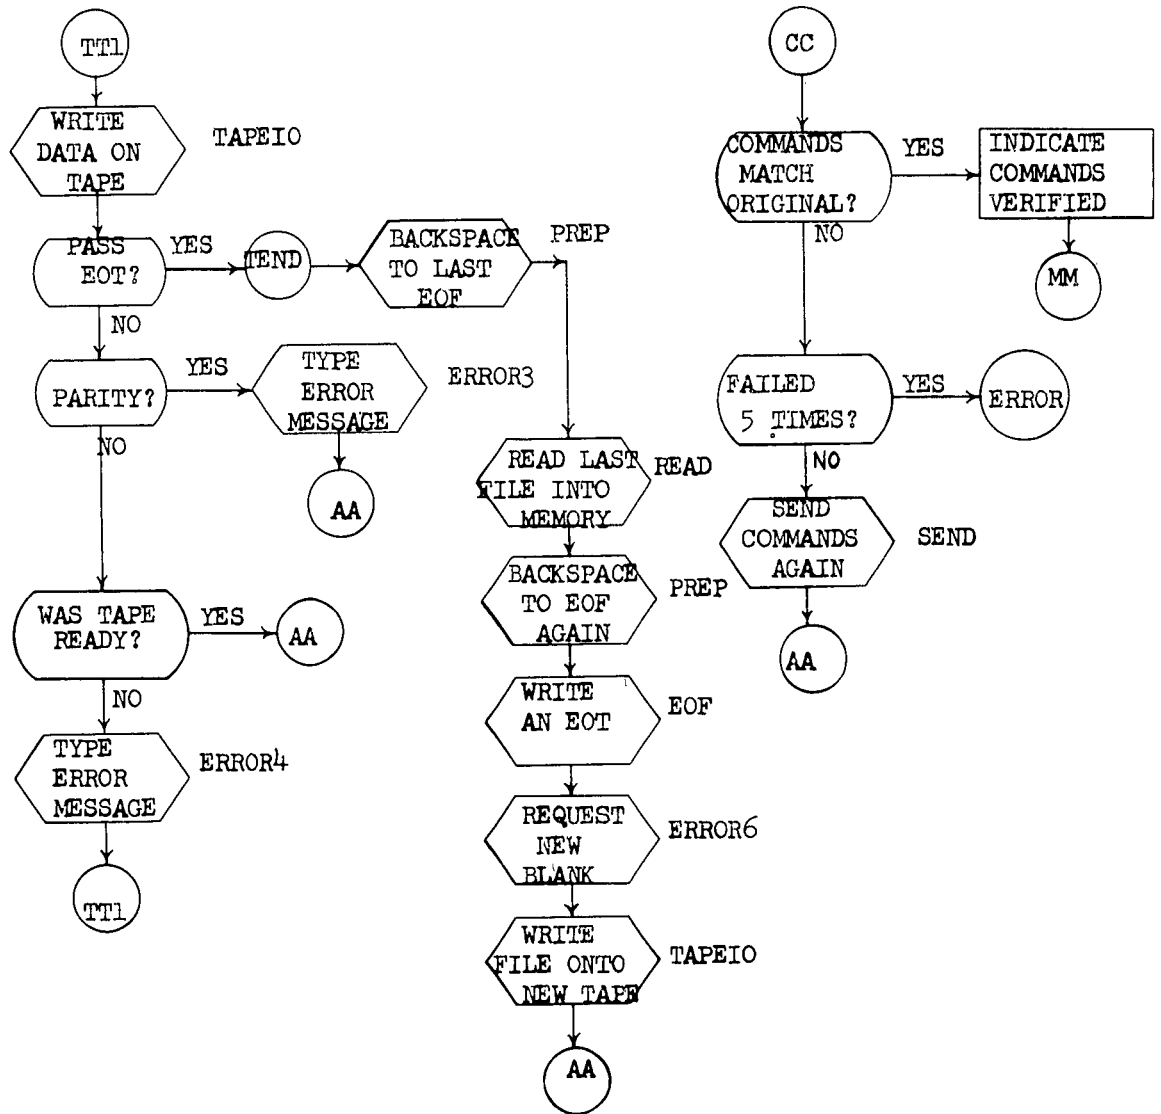 TT1
WRITE
DATA ON
TAPE
TAPEIO
PASS
EOT?
YES
TEND
BACKSPACE
TO LAST
EOF
PREP
NO
PARITY?
YES
TYPE
ERROR
MESSAGE
ERROR3
AA
NO
WAS TAPE
READY?
YES
AA
NO
TYPE
ERROR
MESSAGE
ERROR4
TT1
READ LAST
FILE INTO
MEMORY
READ
BACKSPACE
TO EOF
AGAIN
PREP
WRITE
AN EOT
EOF
REQUEST
NEW
BLANK
ERROR6
WRITE
FILE ONTO
NEW TAPE
TAPEIO
AA
CC
COMMANDS
MATCH
ORIGINAL?
YES
INDICATE
COMMANDS
VERIFIED
MM
NO
FAILED
5 TIMES?
YES
ERROR
NO
SEND
COMMANDS
AGAIN
SEND
AA